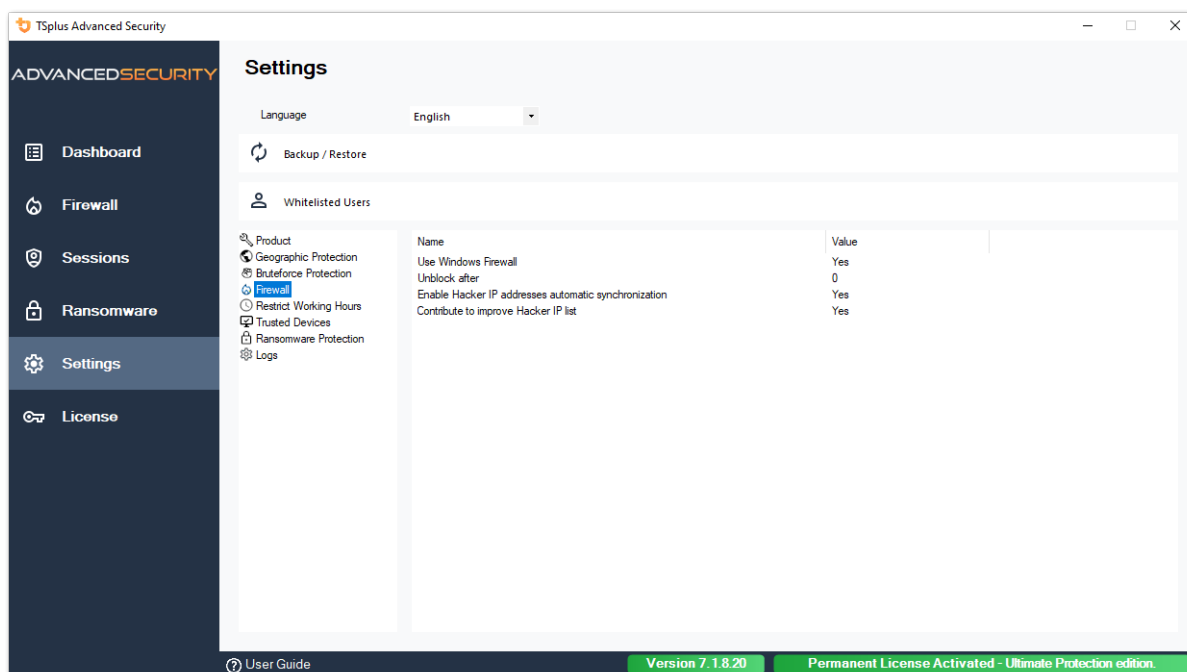 TSplus Advanced Security
ADVANCEDSECURITY
Dashboard
Firewall
Sessions
Ransomware
Settings
License
Settings
Language English
Backup / Restore
Whitelisted Users
Product
Geographic Protection
Bruteforce Protection
Firewall
Restrict Working Hours
Trusted Devices
Ransomware Protection
Logs
Name Value
Use Windows Firewall Yes
Unblock after 0
Enable Hacker IP addresses automatic synchronization Yes
Contribute to improve Hacker IP list Yes
User Guide Version 7.1.8.20 Permanent License Activated - Ultimate Protection edition.